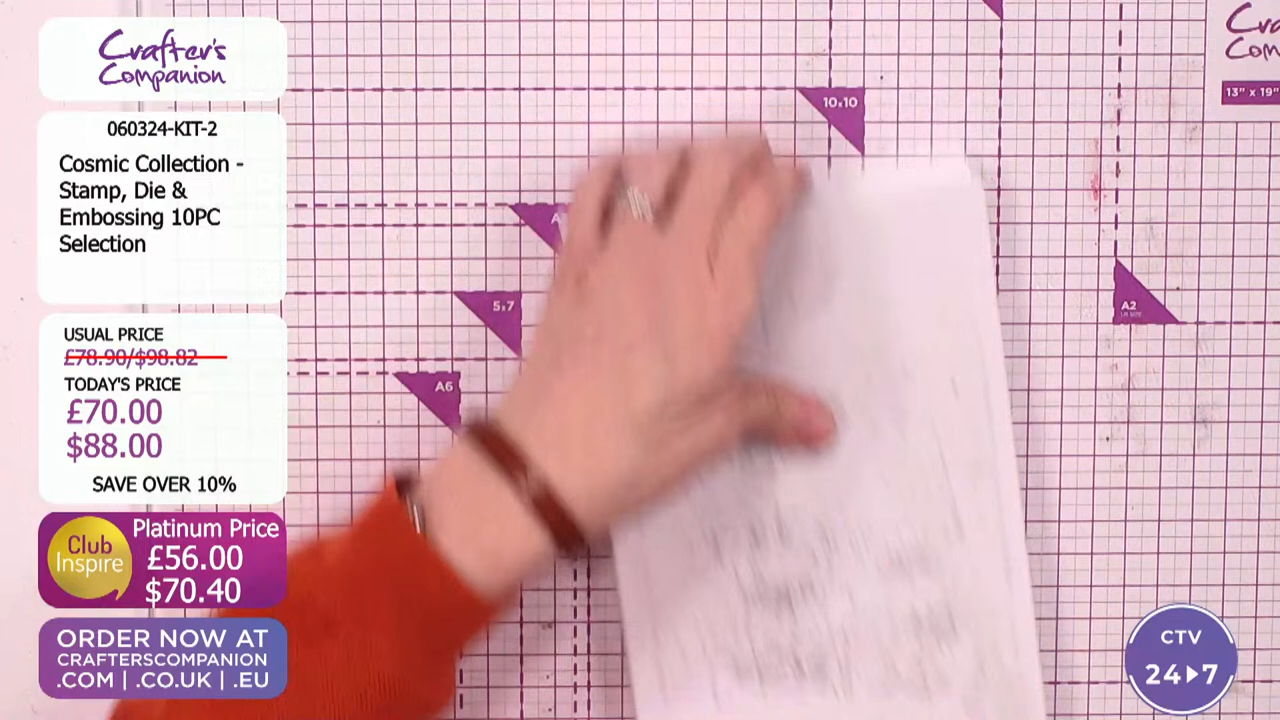 Crafter's
Companion
060324-KIT-2
Cosmic Collection -
Stamp, Die &
Embossing 10PC
Selection
USUAL PRICE
£78.90/$98.82
TODAY'S PRICE
£70.00
$88.00
SAVE OVER 10%
Club
Inspire
Platinum Price
£56.00
$70.40
ORDER NOW AT
CRAFTERSCOMPANION
.COM | .CO.UK | .EU
10x10
5x7
A6
A2
13" x 19"
CTV
24▶7